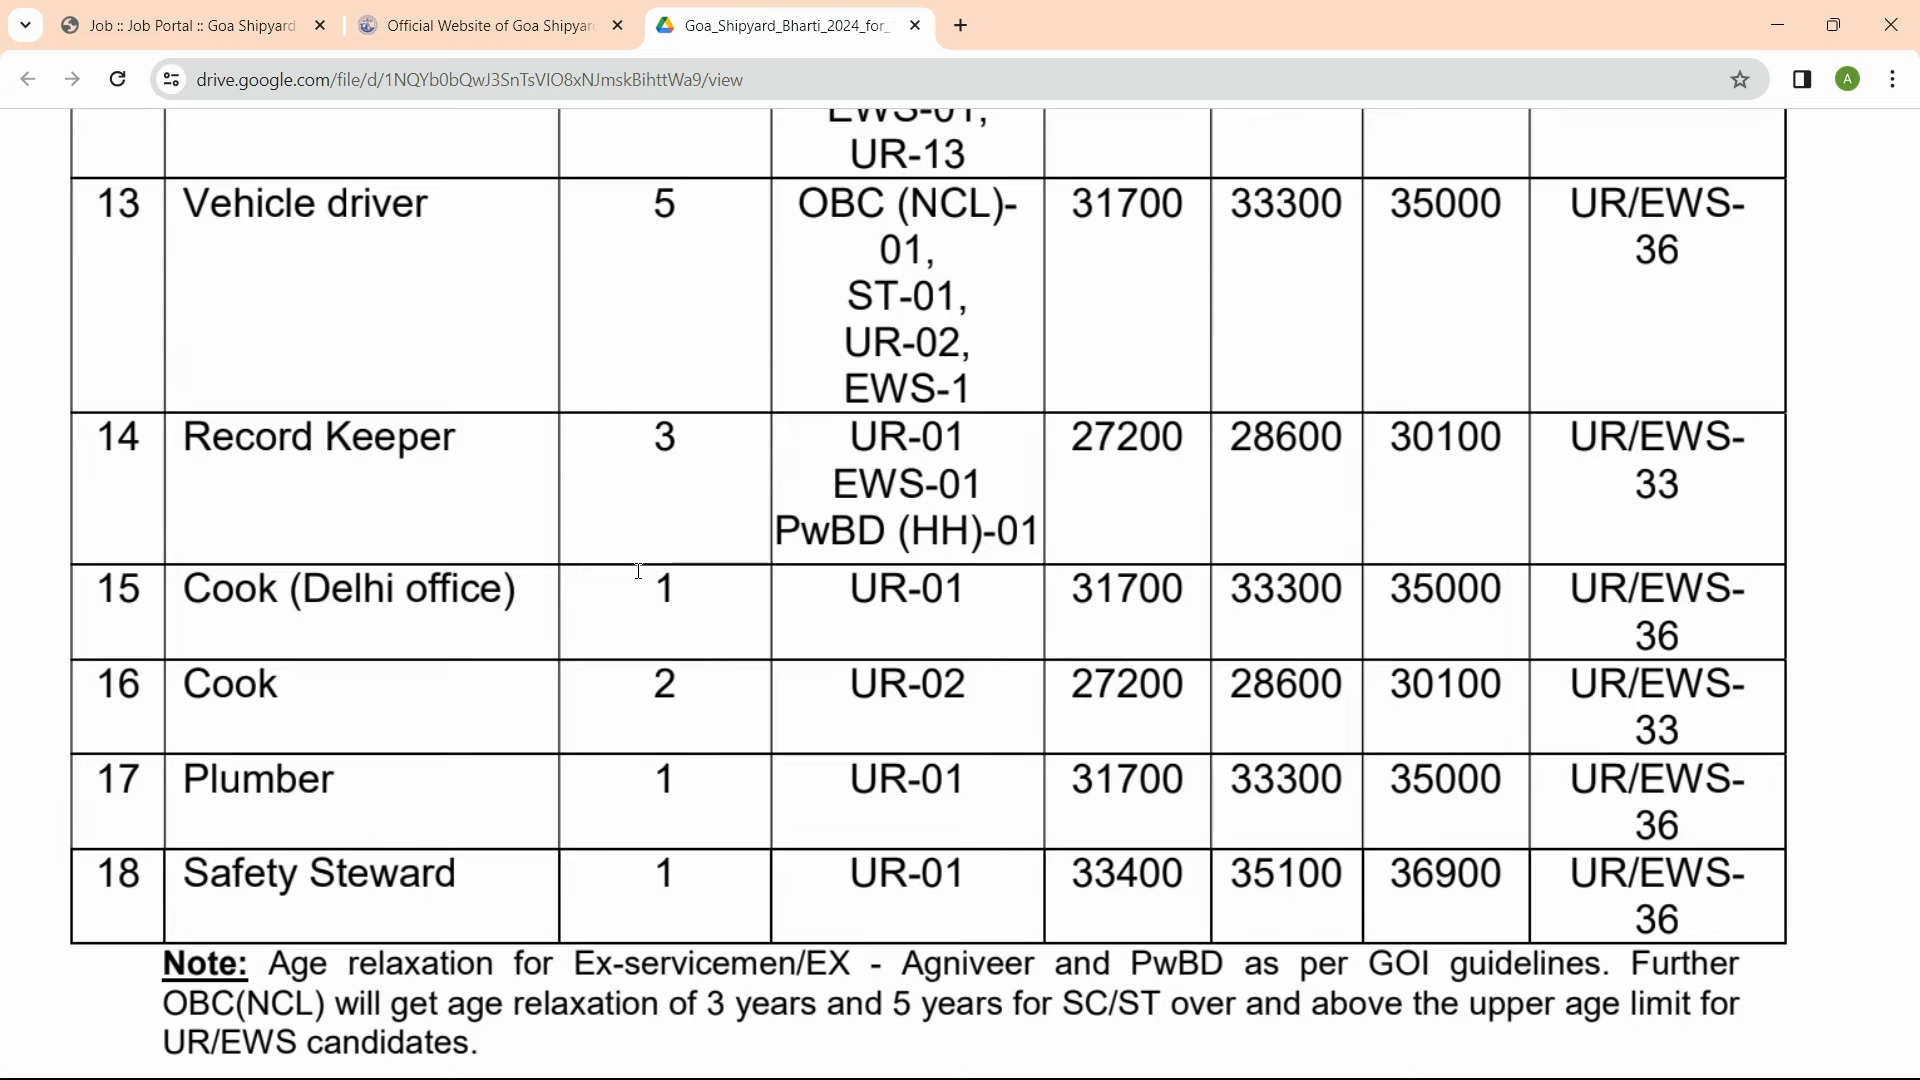 Job :: Job Portal :: Goa Shipyard
Official Website of Goa Shipyar
Goa_Shipyard_Bharti_2024_for_
drive.google.com/file/d/1NQYb0bQwJ3SnTsVIO8xNJmskBihttWa9/view
A
EWS-01,
UR-13
13 Vehicle driver 5 OBC (NCL)- 31700 33300 35000 UR/EWS-
01, 36
ST-01,
UR-02,
EWS-1
14 Record Keeper 3 UR-01 27200 28600 30100 UR/EWS-
EWS-01 33
PwBD (HH)-01
15 Cook (Delhi office) 1 UR-01 31700 33300 35000 UR/EWS-
36
16 Cook 2 UR-02 27200 28600 30100 UR/EWS-
33
17 Plumber 1 UR-01 31700 33300 35000 UR/EWS-
36
18 Safety Steward 1 UR-01 33400 35100 36900 UR/EWS-
36
Note: Age relaxation for Ex-servicemen/EX - Agniveer and PwBD as per GOI guidelines. Further
OBC(NCL) will get age relaxation of 3 years and 5 years for SC/ST over and above the upper age limit for
UR/EWS candidates.